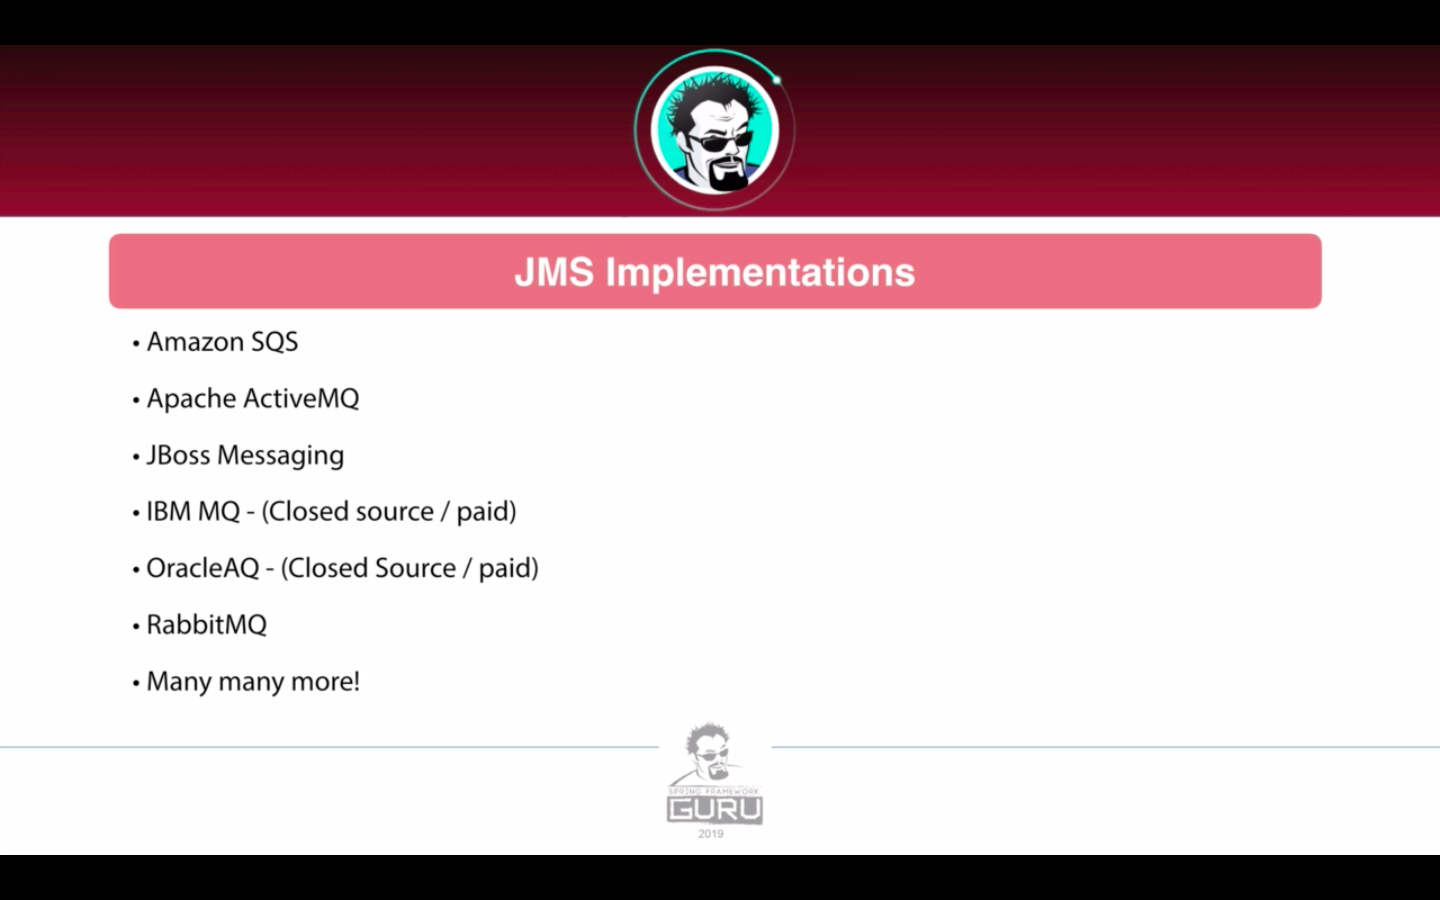 JMS Implementations
• Amazon SQS
• Apache ActiveMQ
• JBoss Messaging
• IBM MQ - (Closed source / paid)
• OracleAQ - (Closed Source / paid)
• RabbitMQ
• Many many more!
SPRING FRAMEWORK
GURU
2019